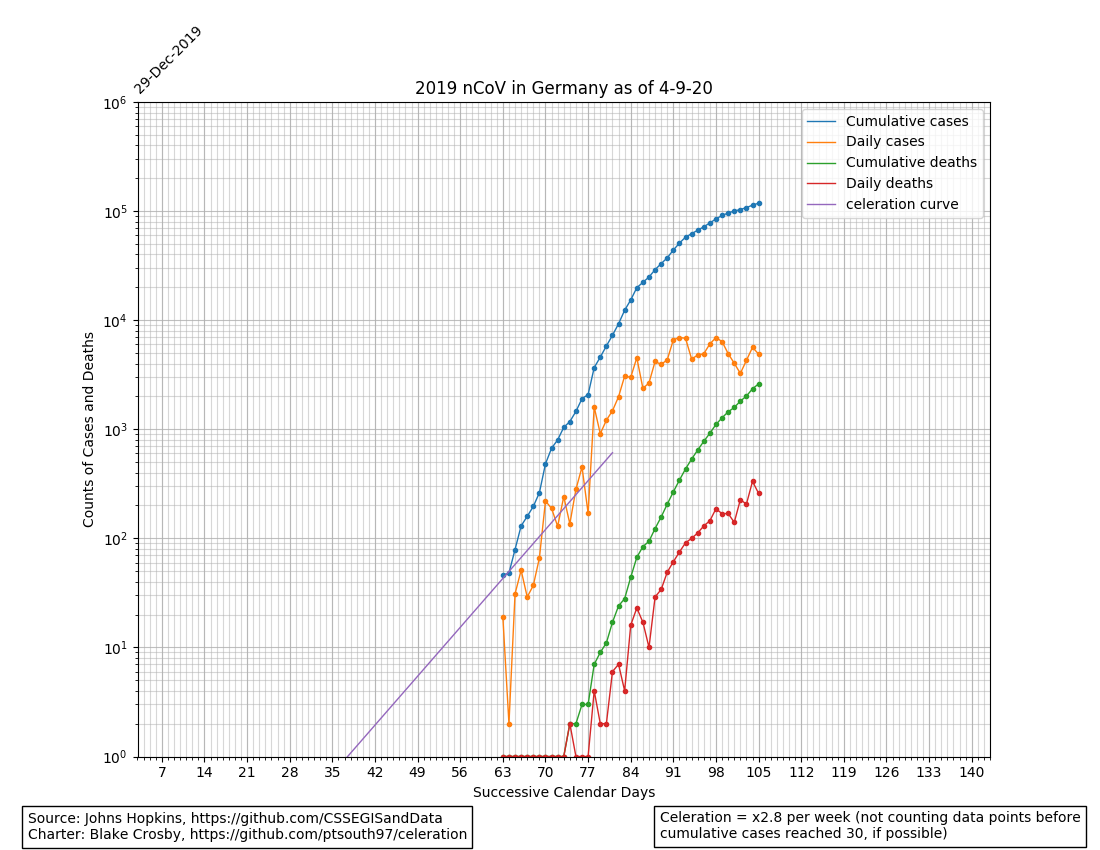 29-Dec-2019
2019 nCoV in Germany as of 4-9-20
Cumulative cases
Daily cases
Cumulative deaths
Daily deaths
celeration curve
Counts of Cases and Deaths
10^6
10^5
10^4
10^3
10^2
10^1
10^0
7 14 21 28 35 42 49 56 63 70 77 84 91 98 105 112 119 126 133 140
Successive Calendar Days
Source: Johns Hopkins, https://github.com/CSSEGISandData
Charter: Blake Crosby, https://github.com/ptsouth97/celeration
Celeration = x2.8 per week (not counting data points before
cumulative cases reached 30, if possible)